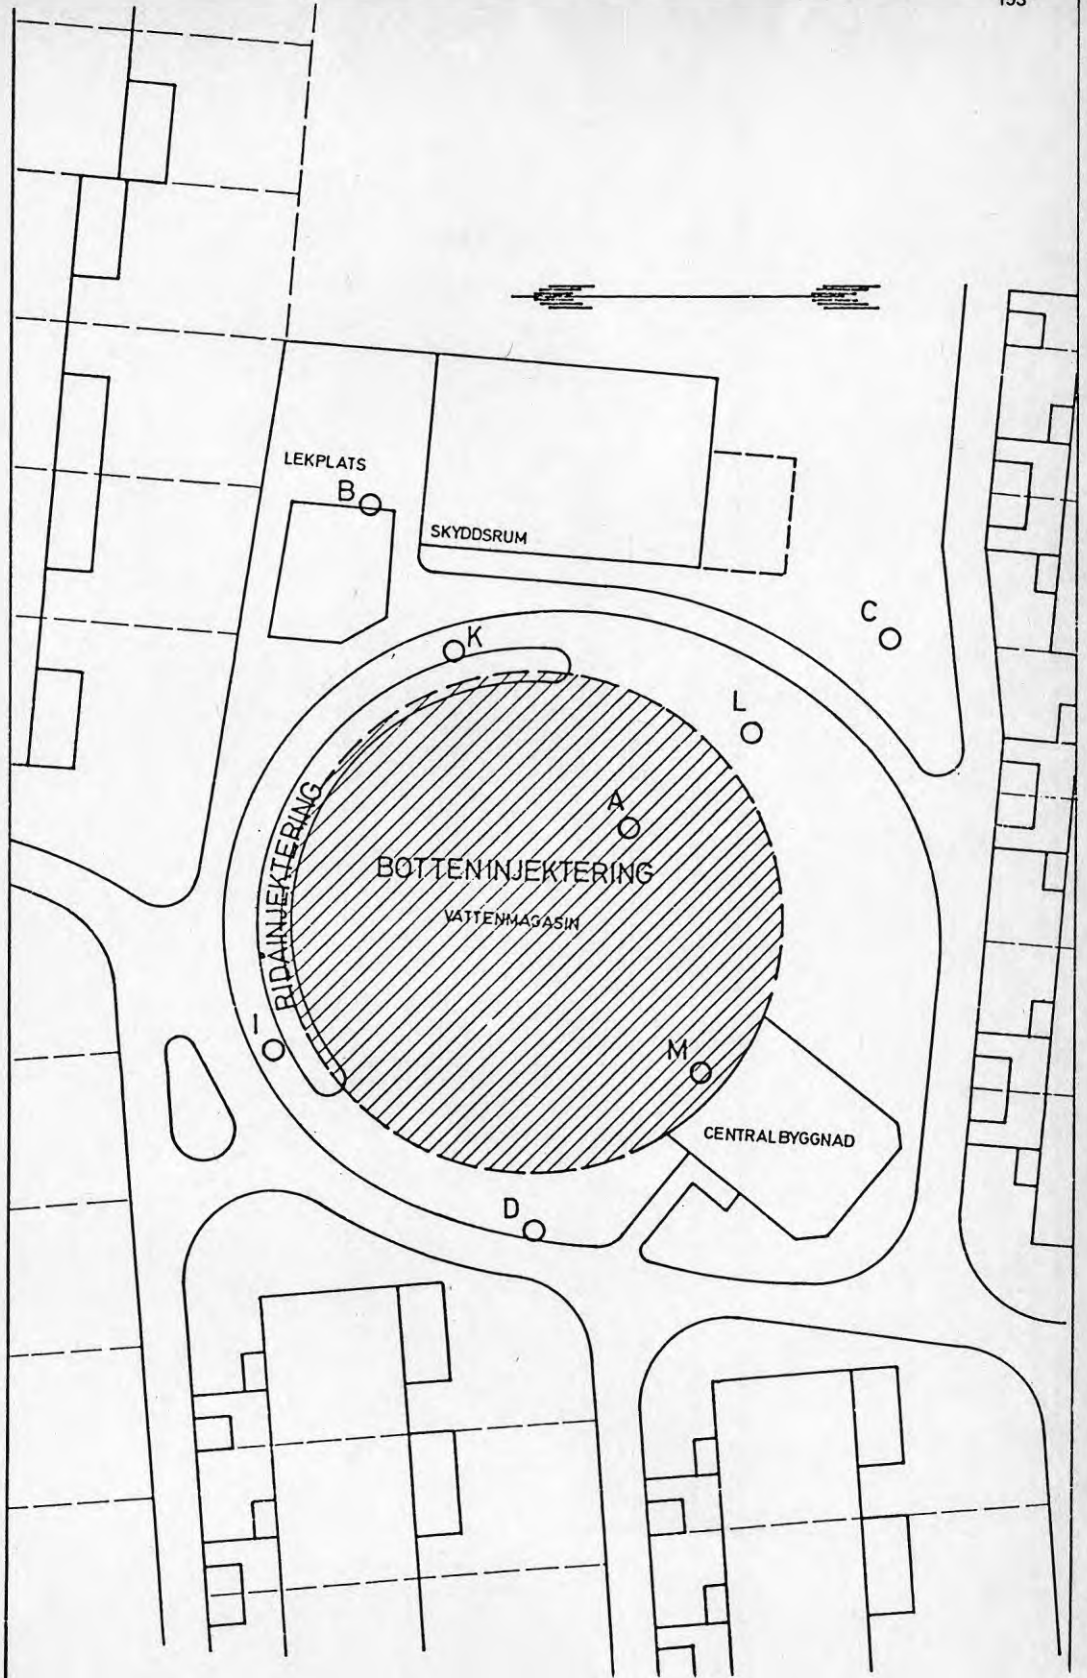 153
LEKPLATS
B
SKYDDSRUM
C
K
L
A
RIDÅINJEKTERING
BOTTENINJEKTERING
VATTENMAGASIN
I
M
CENTRALBYGGNAD
D